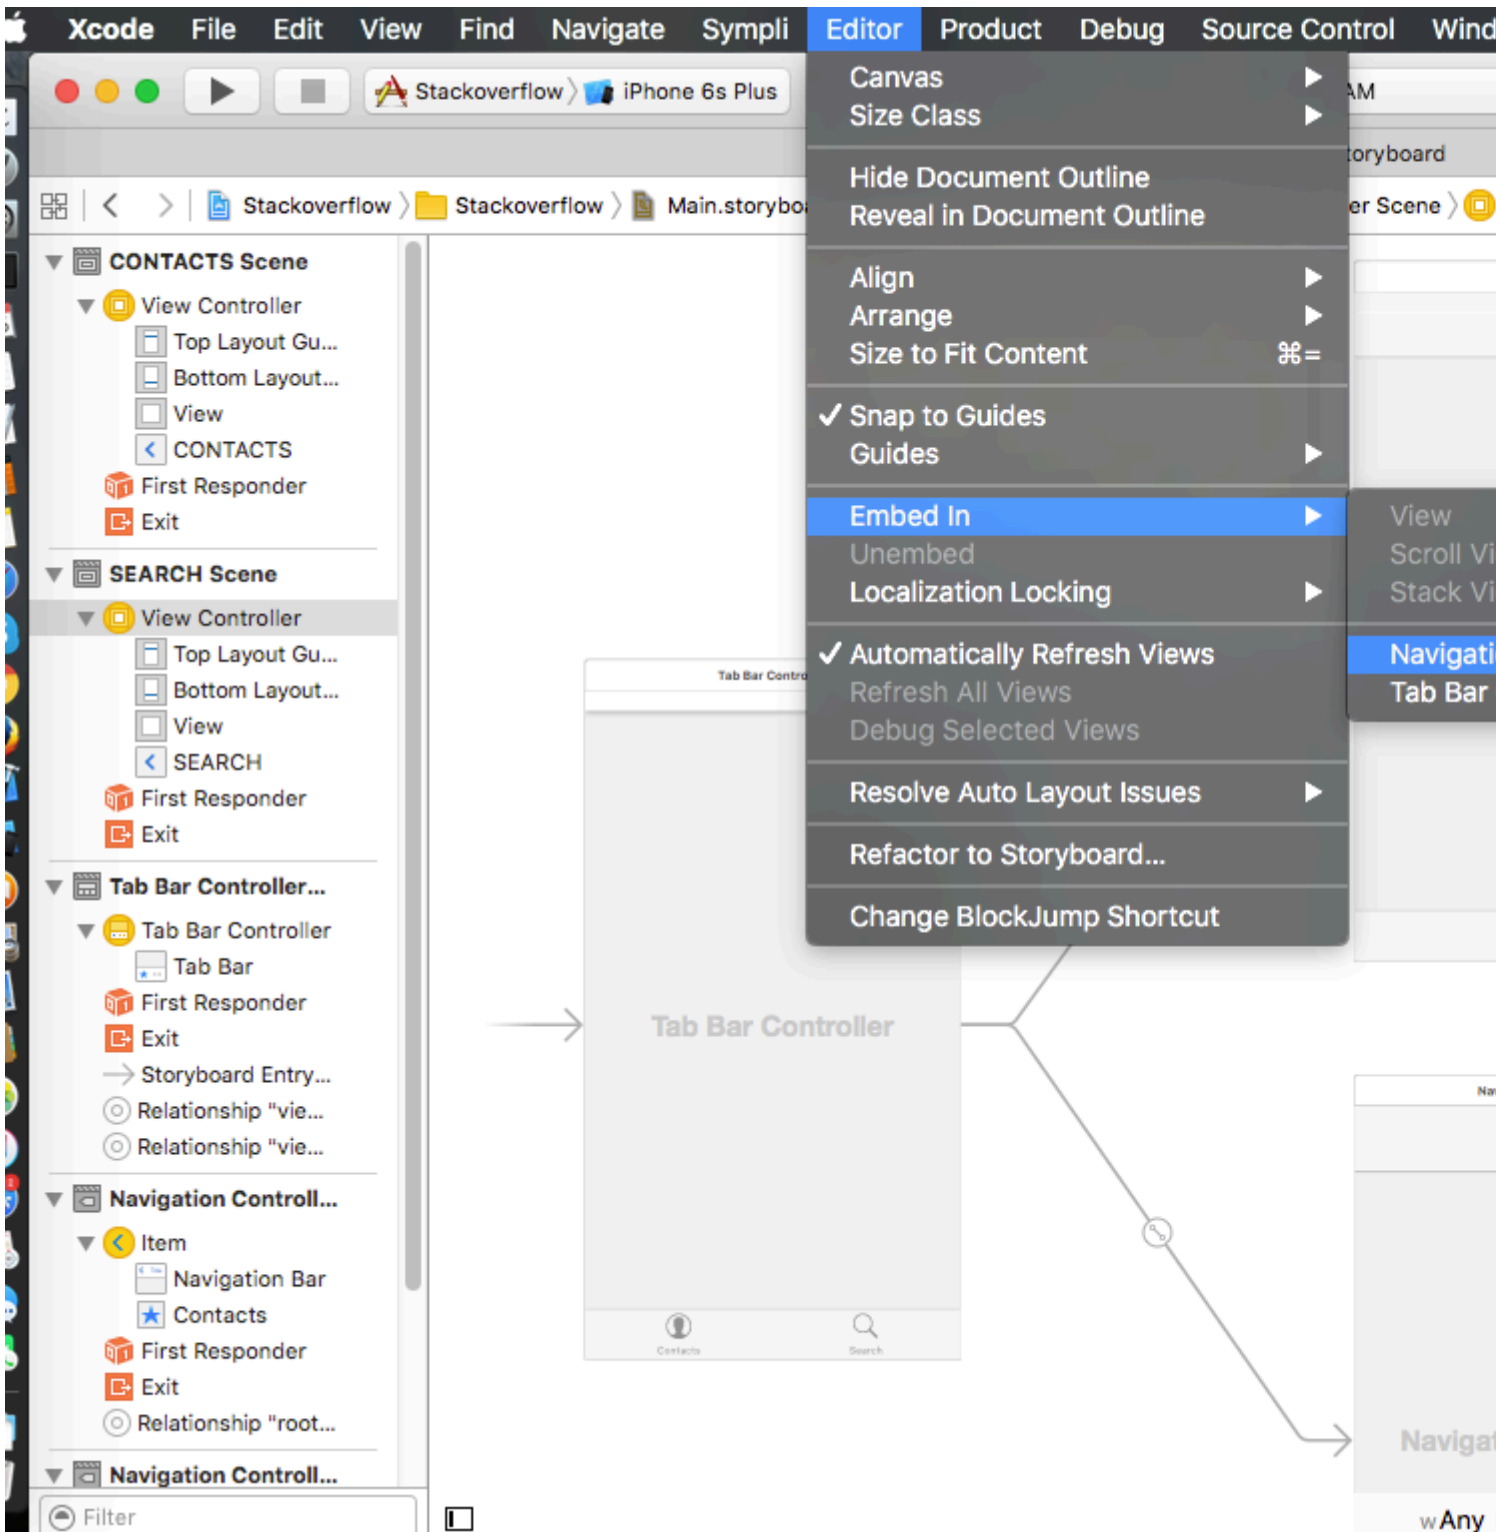 Xcode File Edit View Find Navigate Sympli Editor Product Debug Source Control Wind
Stackoverflow iPhone 6s Plus
AM
toryboard
Stackoverflow Stackoverflow Main.storyboa
er Scene
CONTACTS Scene
View Controller
Top Layout Gu...
Bottom Layout...
View
CONTACTS
First Responder
Exit
SEARCH Scene
View Controller
Top Layout Gu...
Bottom Layout...
View
SEARCH
First Responder
Exit
Tab Bar Controller...
Tab Bar Controller
Tab Bar
First Responder
Exit
Storyboard Entry...
Relationship "vie...
Relationship "vie...
Navigation Controll...
Item
Navigation Bar
Contacts
First Responder
Exit
Relationship "root...
Navigation Controll...
Filter
Canvas
Size Class
Hide Document Outline
Reveal in Document Outline
Align
Arrange
Size to Fit Content ⌘=
✓ Snap to Guides
Guides
Embed In
Unembed
Localization Locking
✓ Automatically Refresh Views
Refresh All Views
Debug Selected Views
Resolve Auto Layout Issues
Refactor to Storyboard...
Change BlockJump Shortcut
View
Scroll Vi
Stack Vi
Navigati
Tab Bar
Tab Bar Contro
Tab Bar Controller
Contacts
Search
Nav
Navigat
wAny